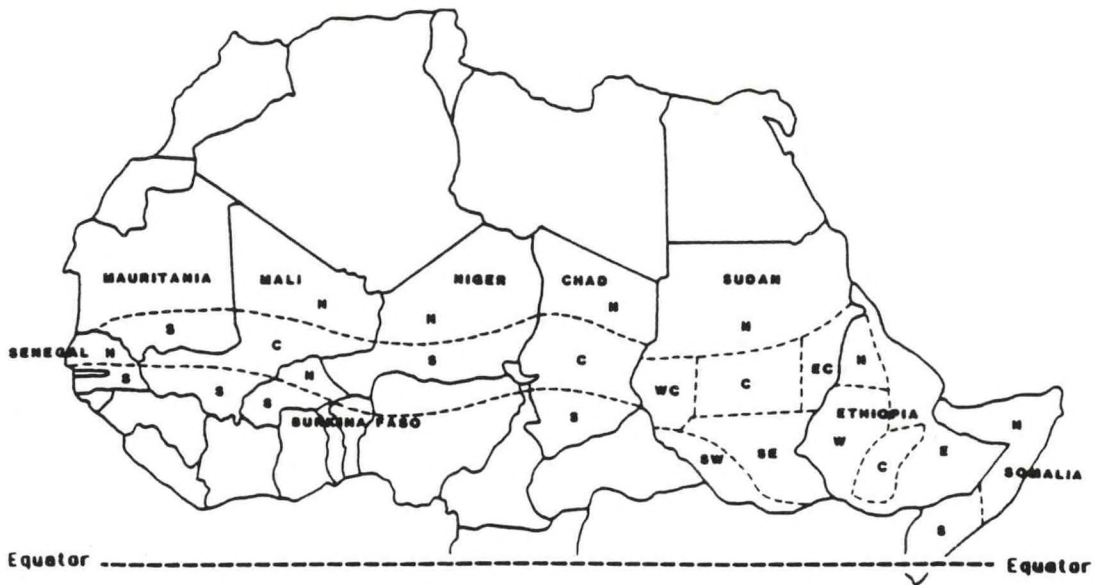 MAURITANIA MALI NIGER CHAD SUDAN
N N N
S N
C S C
SENEGAL N
N WC C EC N
S S S S
BURKINA FASO ETHIOPIA N
W
SW SE C E
SOMALIA
S
Equator Equator